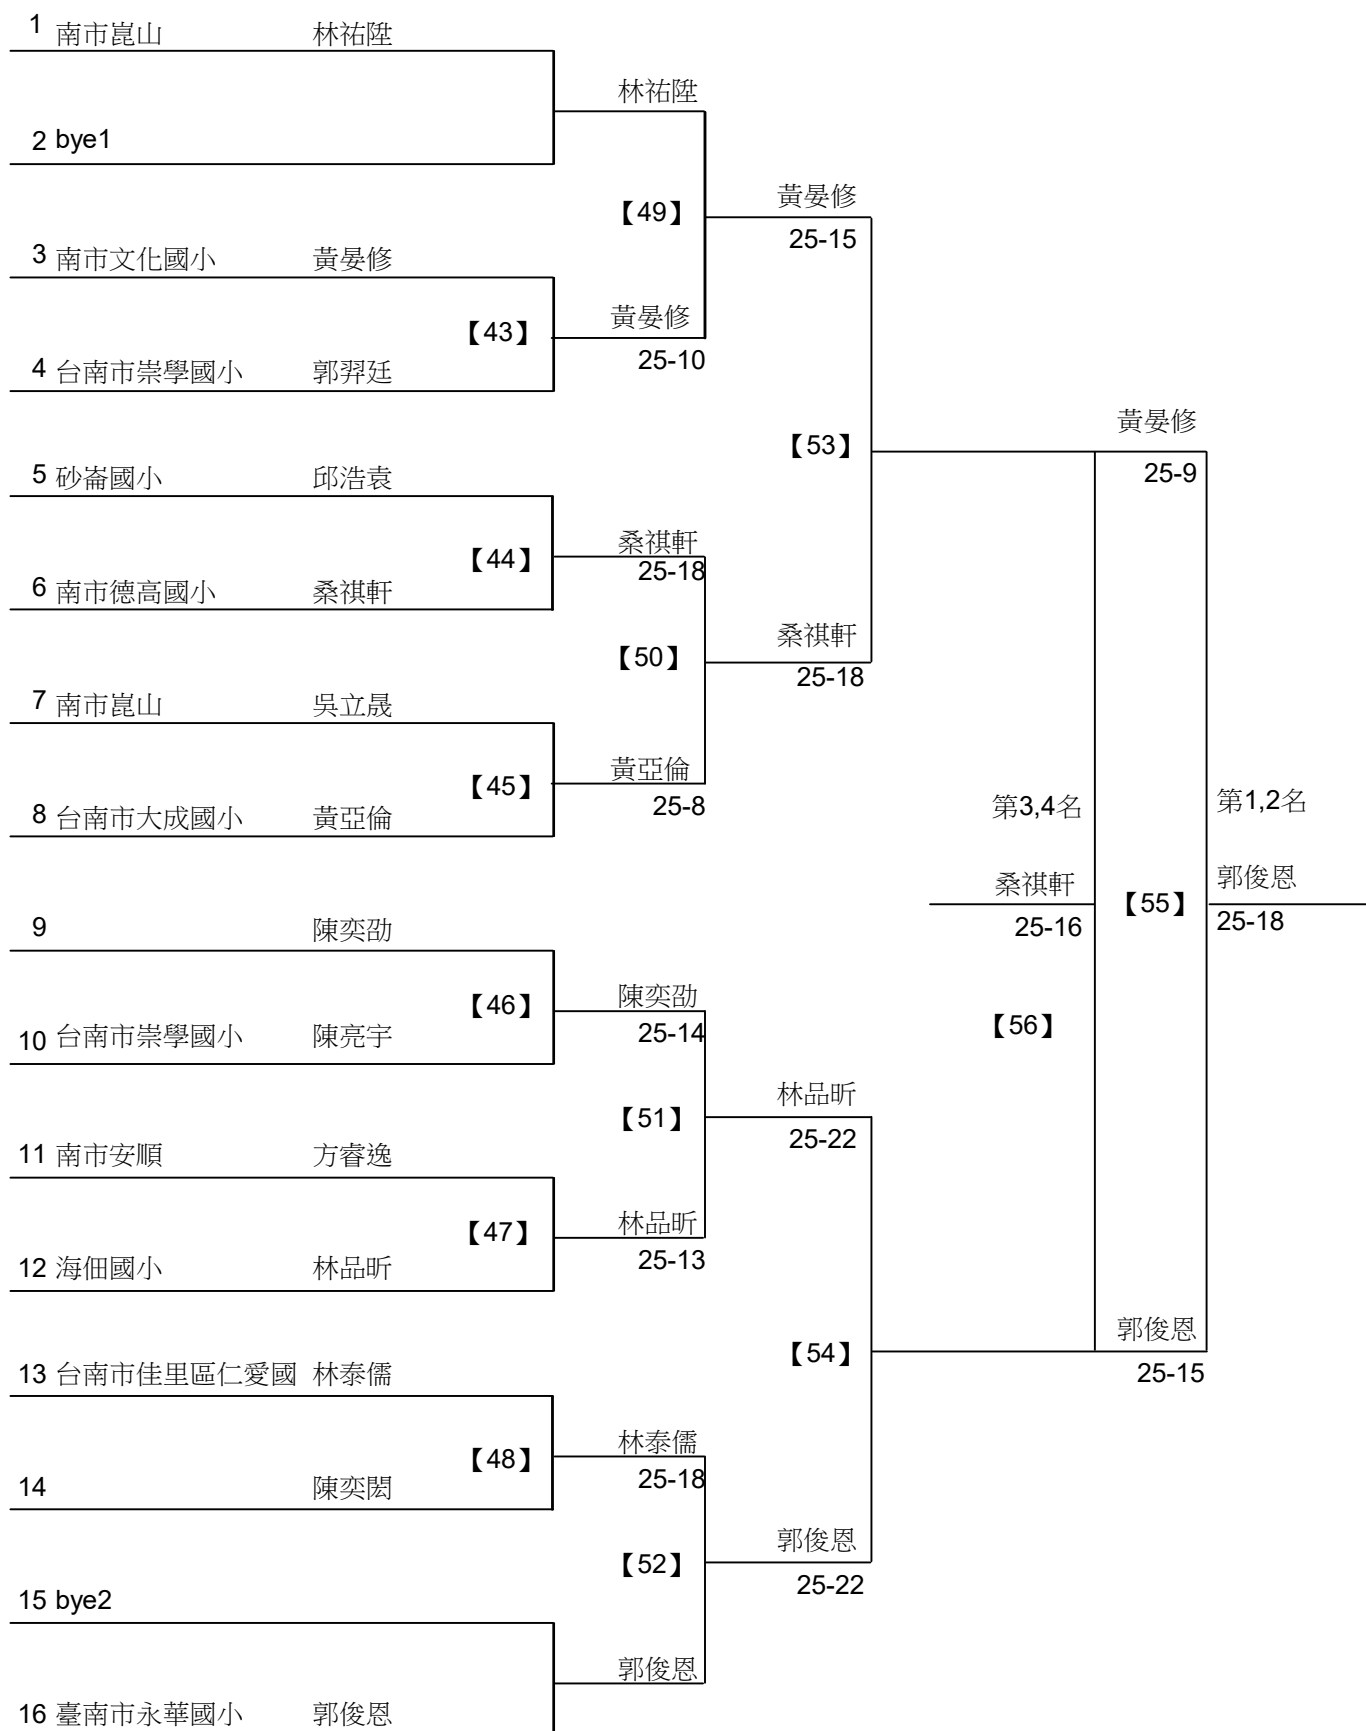 1 南市崑山 林祐陞
林祐陞
2 bye1
【49】
黃晏修
25-15
3 南市文化國小 黃晏修
【43】
黃晏修
25-10
4 台南市崇學國小 郭羿廷
【53】
黃晏修
25-9
5 砂崙國小 邱浩袁
【44】
桑祺軒
25-18
6 南市德高國小 桑祺軒
【50】
桑祺軒
25-18
7 南市崑山 吳立晟
【45】
黃亞倫
25-8
8 台南市大成國小 黃亞倫
第3,4名
第1,2名
桑祺軒
25-16
【55】
郭俊恩
25-18
9 陳奕劭
【46】
陳奕劭
25-14
【56】
10 台南市崇學國小 陳亮宇
【51】
林品昕
25-22
11 南市安順 方睿逸
【47】
林品昕
25-13
12 海佃國小 林品昕
【54】
郭俊恩
25-15
13 台南市佳里區仁愛國 林泰儒
【48】
林泰儒
25-18
14 陳奕閎
【52】
郭俊恩
25-22
15 bye2
郭俊恩
16 臺南市永華國小 郭俊恩